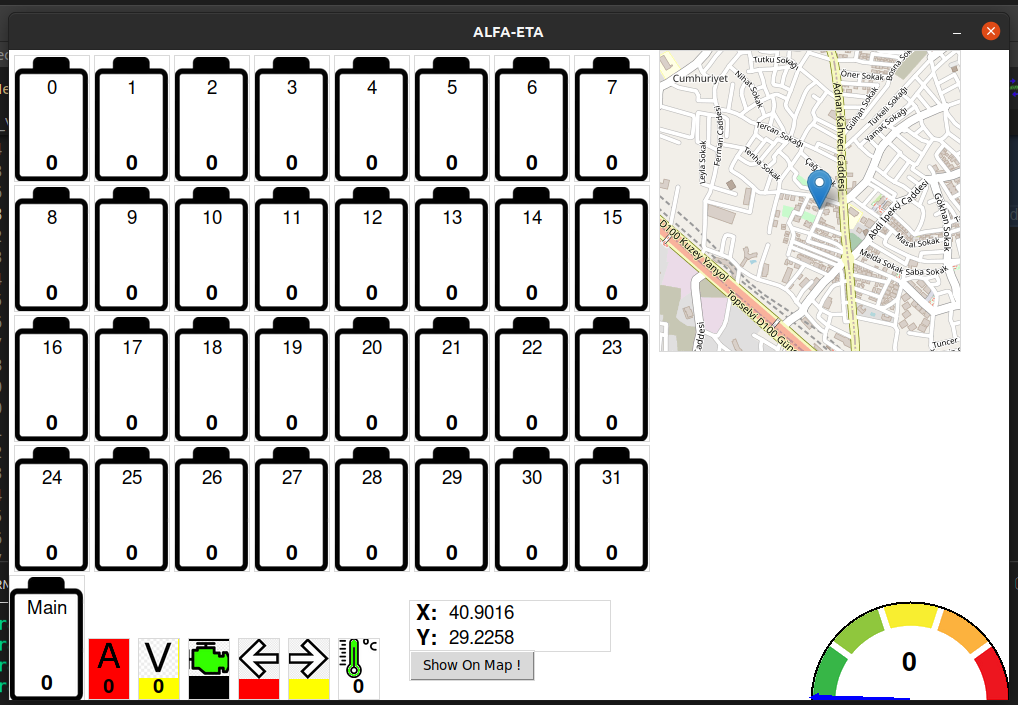 ALFA-ETA
0 1 2 3 4 5 6 7
0 0 0 0 0 0 0 0
8 9 10 11 12 13 14 15
0 0 0 0 0 0 0 0
16 17 18 19 20 21 22 23
0 0 0 0 0 0 0 0
24 25 26 27 28 29 30 31
0 0 0 0 0 0 0 0
Main
0
A
0
V
0
°C
0
X: 40.9016
Y: 29.2258
Show On Map !
0
Tutku Sokağı
Cumhuriyet
Nihat Sokak
Öner Sokak
Bosna
Gülhan Sokak
Türkeli Sokağı
Yamaç Sokağı
Adnan Kahveci Caddesi
Ferman Caddesi
Tercan Sokağı
Leyla Sokak
Tenha Sokak
Abdi İpekçi Caddesi
Gökhan Sokak
Masal Sokak
Melda Sokak
Saba Sokak
D100 Kuzey Yanyol
Topselvi D100 Gün
Caddesi
Tuncer